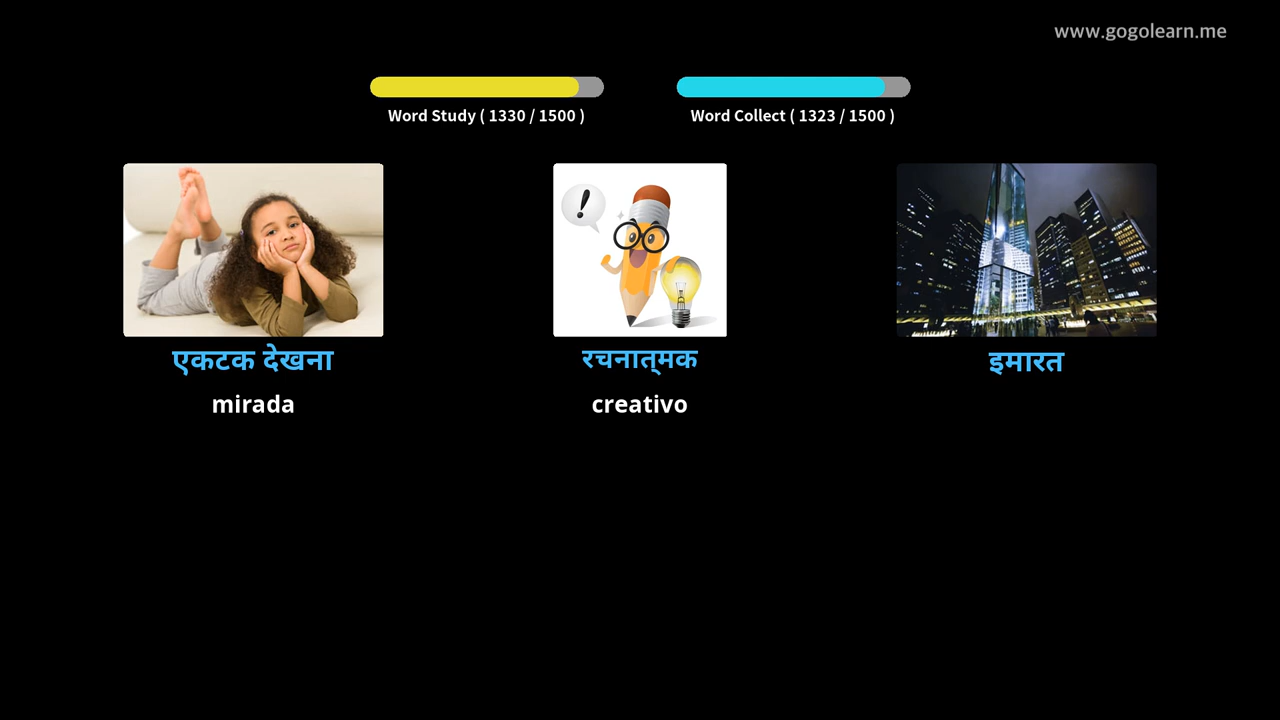 www.gogolearn.me
Word Study ( 1330 / 1500 )
Word Collect ( 1323 / 1500 )
!
एकटक देखना
रचनात्‌मक
इमारत
mirada
creativo